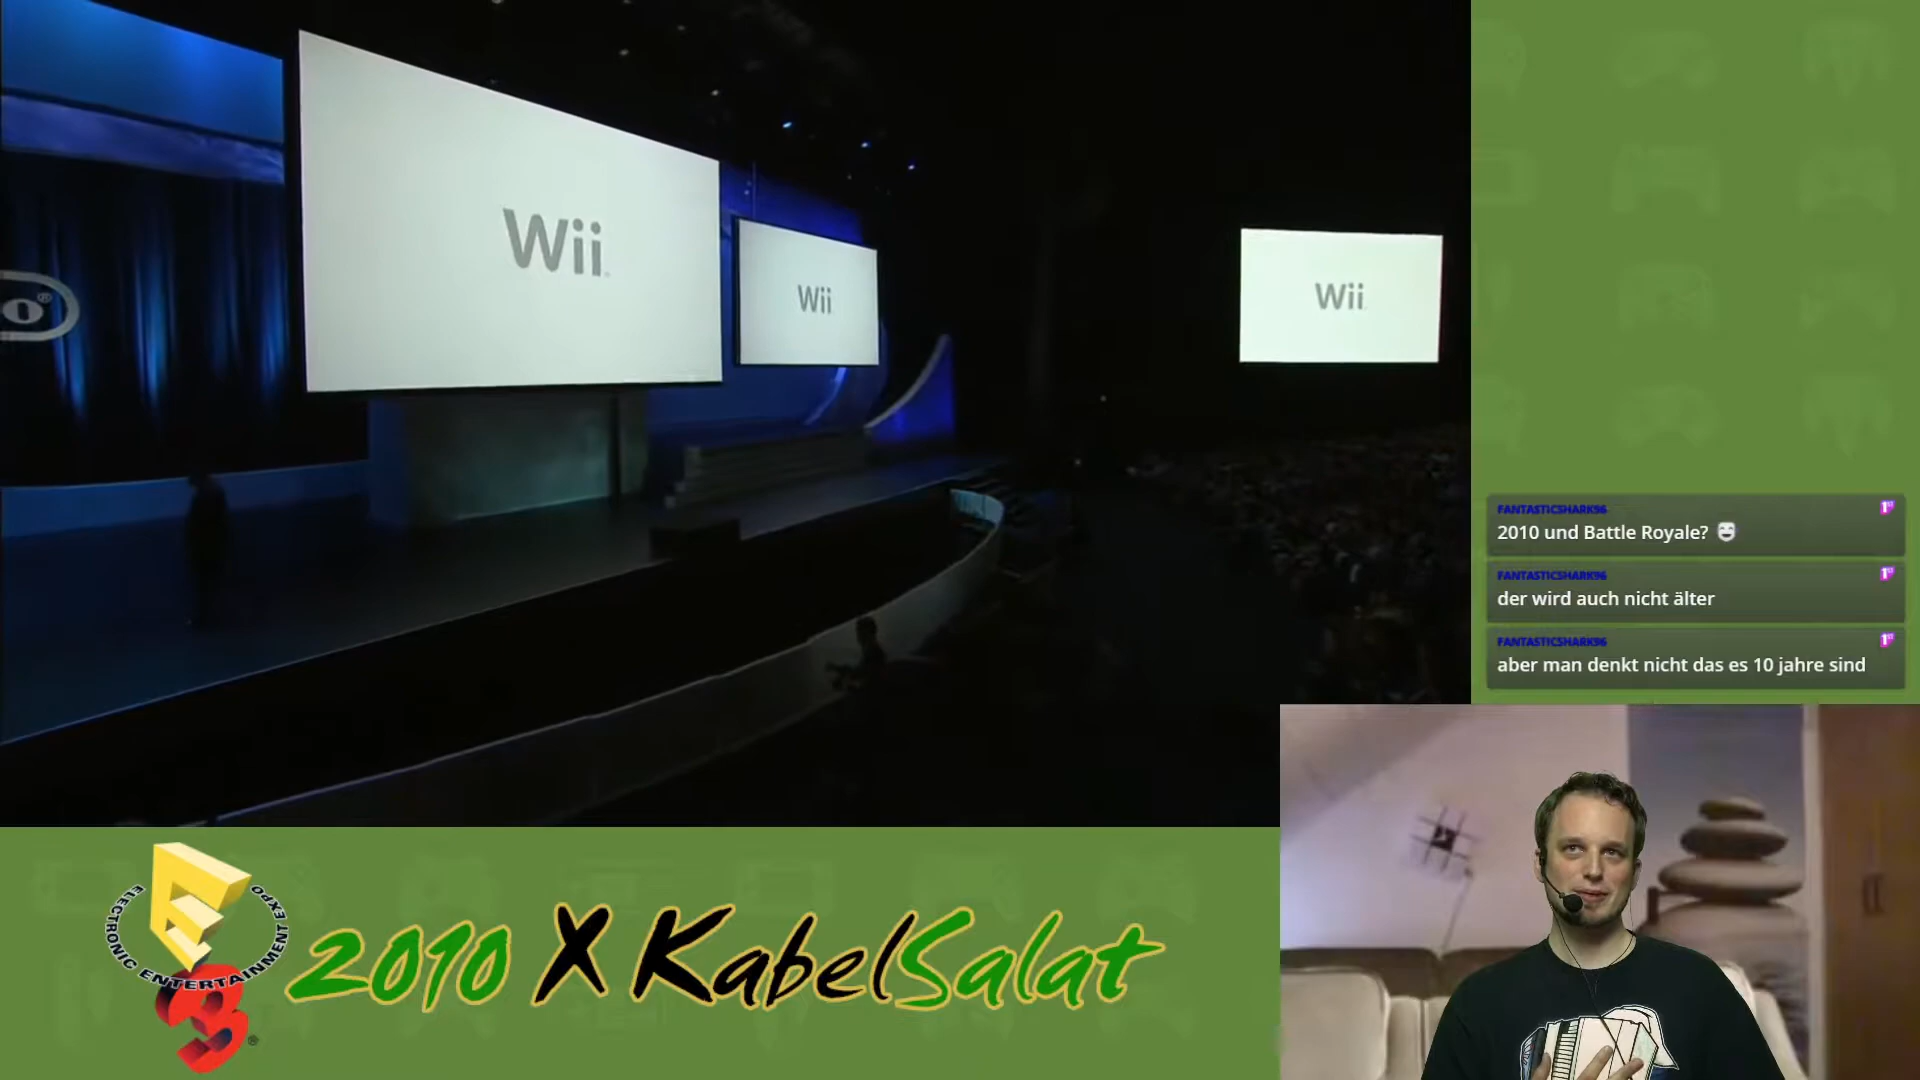 Wii
Wii
Wii
o®
FANTASTICSHARK96
2010 und Battle Royale?
FANTASTICSHARK96
der wird auch nicht älter
FANTASTICSHARK96
aber man denkt nicht das es 10 jahre sind
E3
ELECTRONIC ENTERTAINMENT EXPO
®
2010 X KabelSalat